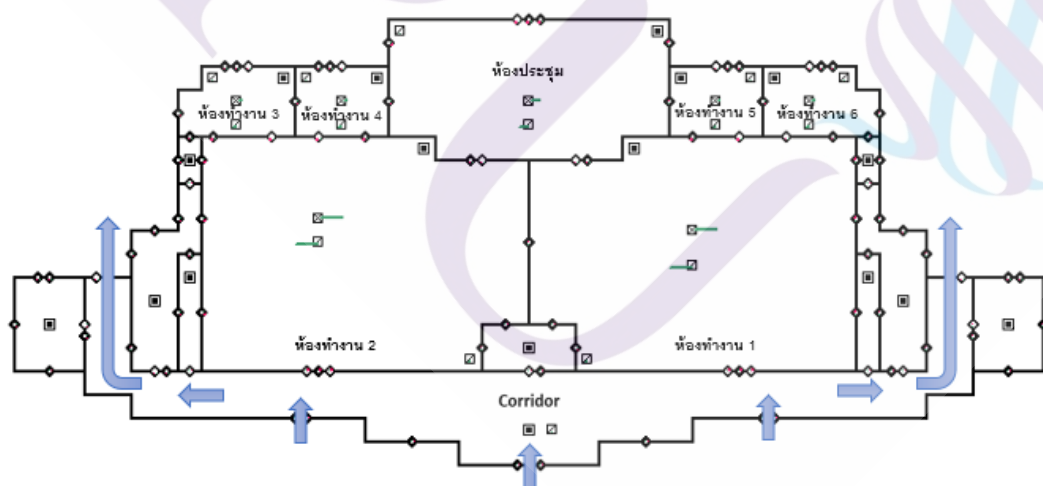 ห้องประชุม
ห้องทำงาน 3
ห้องทำงาน 4
ห้องทำงาน 5
ห้องทำงาน 6
ห้องทำงาน 2
ห้องทำงาน 1
Corridor